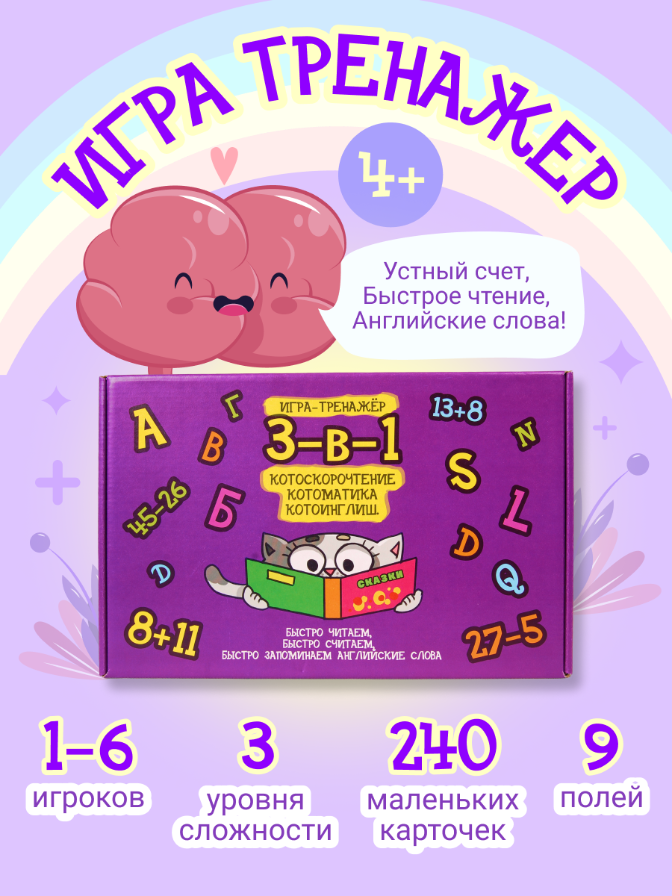 ИГРА ТРЕНАЖЕР
4+
Устный счет,
Быстрое чтение,
Английские слова!
ИГРА-ТРЕНАЖЁР
3-в-1
КОТОСКОРОЧТЕНИЕ
КОТОМАТИКА
КОТОИНГЛИШ
А
Г
В
45-26
Б
D
8+11
13+8
N
S
L
D
Q
27-5
СКАЗКИ
БЫСТРО ЧИТАЕМ,
БЫСТРО СЧИТАЕМ,
БЫСТРО ЗАПОМИНАЕМ АНГЛИЙСКИЕ СЛОВА
1-6
игроков
3
уровня
сложности
240
маленьких
карточек
9
полей